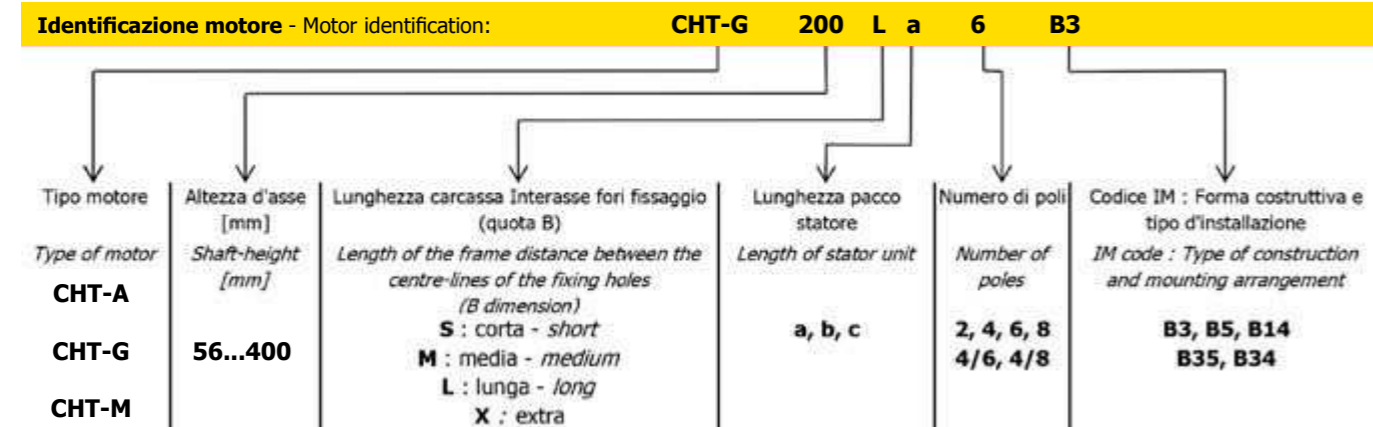 Identificazione motore - Motor identification: CHT-G 200 L a 6 B3
Tipo motore
Type of motor
CHT-A
CHT-G
CHT-M
Altezza d'asse
[mm]
Shaft-height
[mm]
56...400
Lunghezza carcassa Interasse fori fissaggio
(quota B)
Length of the frame distance between the
centre-lines of the fixing holes
(B dimension)
S : corta - short
M : media - medium
L : lunga - long
X : extra
Lunghezza pacco
statore
Length of stator unit
a, b, c
Numero di poli
Number of
poles
2, 4, 6, 8
4/6, 4/8
Codice IM : Forma costruttiva e
tipo d'installazione
IM code : Type of construction
and mounting arrangement
B3, B5, B14
B35, B34